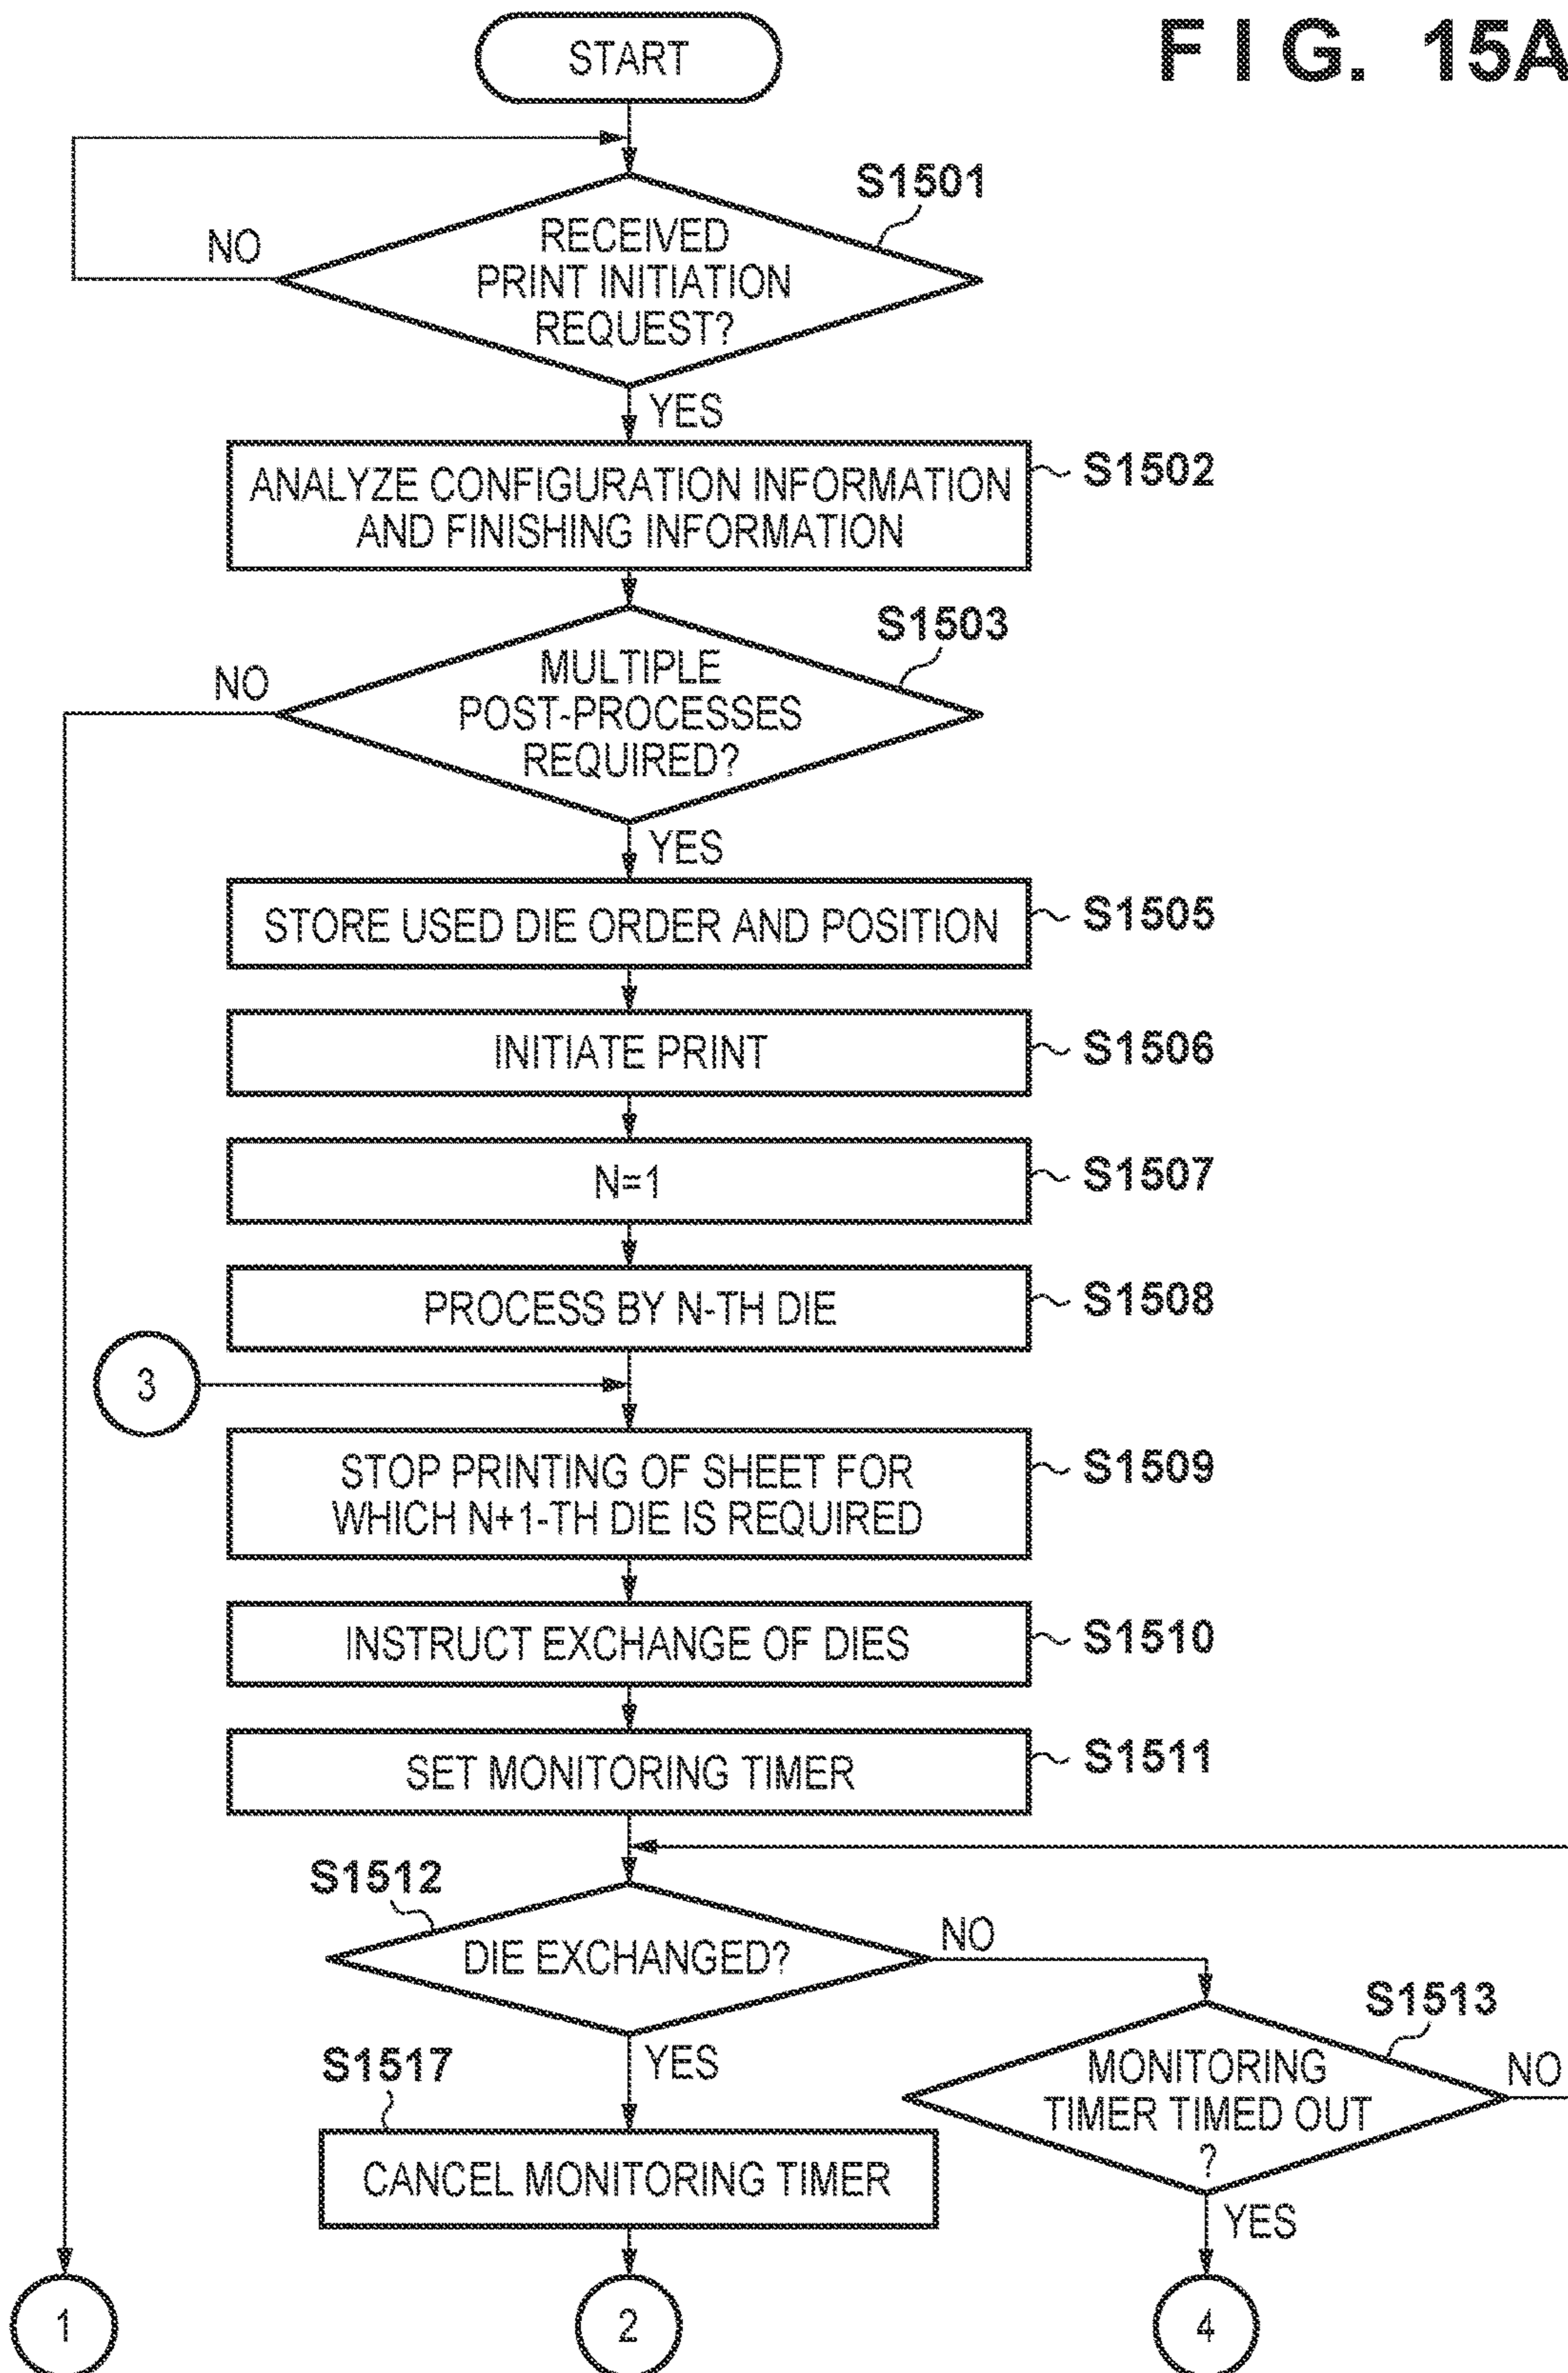 FIG. 15A
START
S1501
NO
RECEIVED
PRINT INITIATION
REQUEST?
YES
ANALYZE CONFIGURATION INFORMATION
AND FINISHING INFORMATION
S1502
S1503
NO
MULTIPLE
POST-PROCESSES
REQUIRED?
YES
STORE USED DIE ORDER AND POSITION
S1505
INITIATE PRINT
S1506
N=1
S1507
PROCESS BY N-TH DIE
S1508
3
STOP PRINTING OF SHEET FOR
WHICH N+1-TH DIE IS REQUIRED
S1509
INSTRUCT EXCHANGE OF DIES
S1510
SET MONITORING TIMER
S1511
S1512
DIE EXCHANGED?
NO
S1513
MONITORING
TIMER TIMED OUT
?
NO
YES
S1517
YES
CANCEL MONITORING TIMER
1
2
4